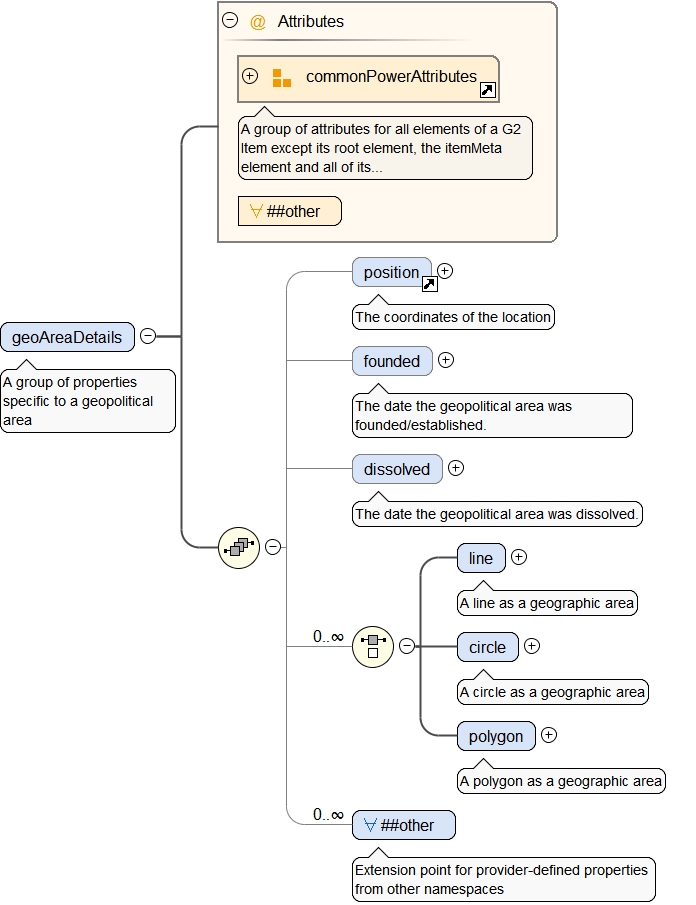 @ Attributes
commonPowerAttributes
A group of attributes for all elements of a G2
Item except its root element, the itemMeta
element and all of its...
##other
position
The coordinates of the location
geoAreaDetails
A group of properties
specific to a geopolitical
area
founded
The date the geopolitical area was
founded/established.
dissolved
The date the geopolitical area was dissolved.
line
A line as a geographic area
0..∞
circle
A circle as a geographic area
polygon
A polygon as a geographic area
0..∞
##other
Extension point for provider-defined properties
from other namespaces